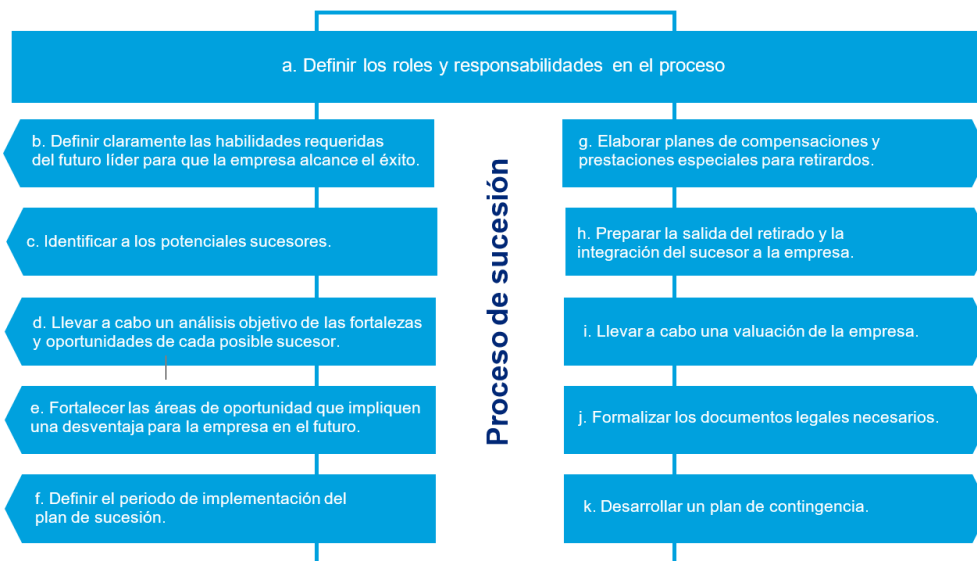 a. Definir los roles y responsabilidades en el proceso
b. Definir claramente las habilidades requeridas
del futuro líder para que la empresa alcance el éxito.
c. Identificar a los potenciales sucesores.
d. Llevar a cabo un análisis objetivo de las fortalezas
y oportunidades de cada posible sucesor.
e. Fortalecer las áreas de oportunidad que impliquen
una desventaja para la empresa en el futuro.
f. Definir el periodo de implementación del
plan de sucesión.
Proceso de sucesión
g. Elaborar planes de compensaciones y
prestaciones especiales para retirardos.
h. Preparar la salida del retirado y la
integración del sucesor a la empresa.
i. Llevar a cabo una valuación de la empresa.
j. Formalizar los documentos legales necesarios.
k. Desarrollar un plan de contingencia.